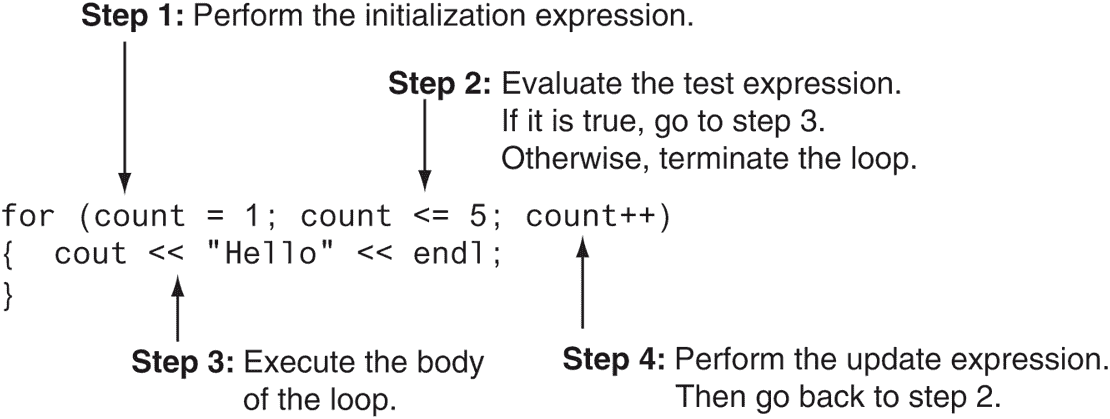 Step 1: Perform the initialization expression.
Step 2: Evaluate the test expression.
If it is true, go to step 3.
Otherwise, terminate the loop.
for (count = 1; count <= 5; count++)
{  cout << "Hello" << endl;
}
Step 3: Execute the body
of the loop.
Step 4: Perform the update expression.
Then go back to step 2.